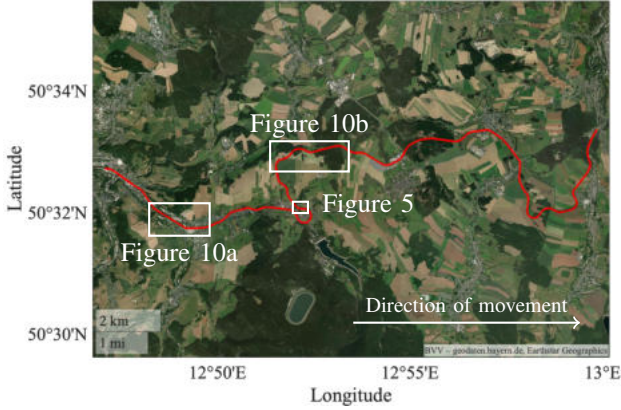 50°34'N
Figure 10b
Latitude
Figure 5
50°32'N
Figure 10a
Direction of movement
50°30'N
2 km
1 mi
BVV – geodaten.bayern.de, Earthstar Geographics
12°50'E
12°55'E
13°E
Longitude